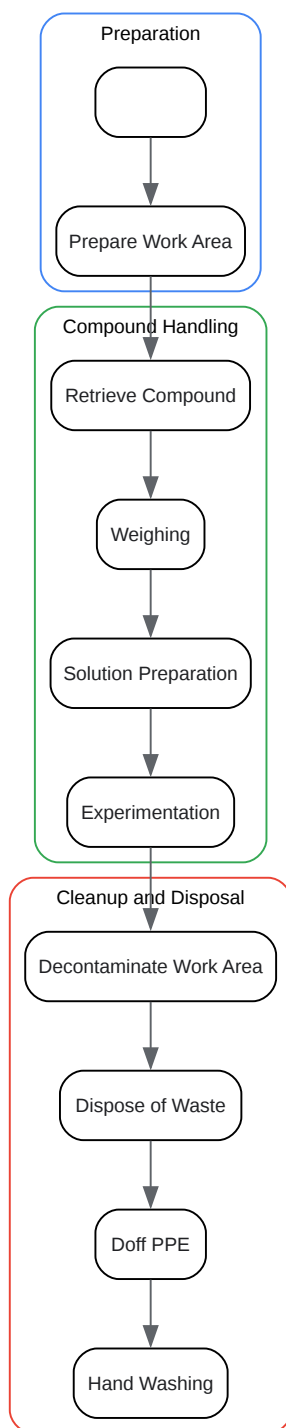 Preparation
Prepare Work Area
Compound Handling
Retrieve Compound
Weighing
Solution Preparation
Experimentation
Cleanup and Disposal
Decontaminate Work Area
Dispose of Waste
Doff PPE
Hand Washing